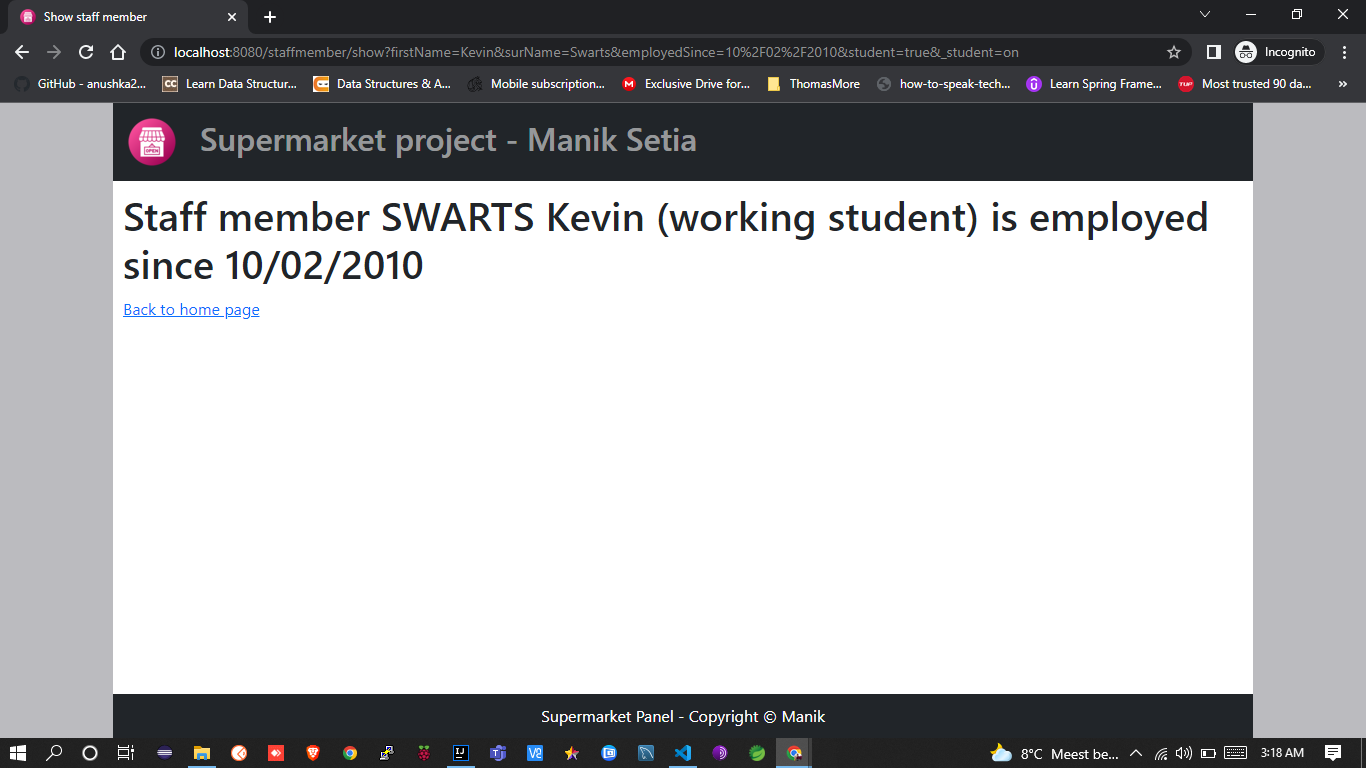 Show staff member
localhost:8080/staffmember/show?firstName=Kevin&surName=Swarts&employedSince=10%2F02%2F2010&student=true&_student=on
Incognito
GitHub - anushka2...
Learn Data Structur...
Data Structures & A...
Mobile subscription...
Exclusive Drive for...
ThomasMore
how-to-speak-tech...
Learn Spring Frame...
Most trusted 90 da...
»
OPEN
Supermarket project - Manik Setia
Staff member SWARTS Kevin (working student) is employed
since 10/02/2010
Back to home page
Supermarket Panel - Copyright © Manik
8°C Meest be...
3:18 AM